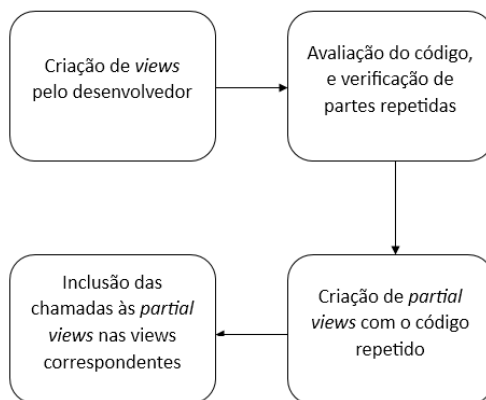 Criação de views
pelo desenvolvedor
Avaliação do código,
e verificação de
partes repetidas
Criação de partial
views com o código
repetido
Inclusão das
chamadas às partial
views nas views
correspondentes